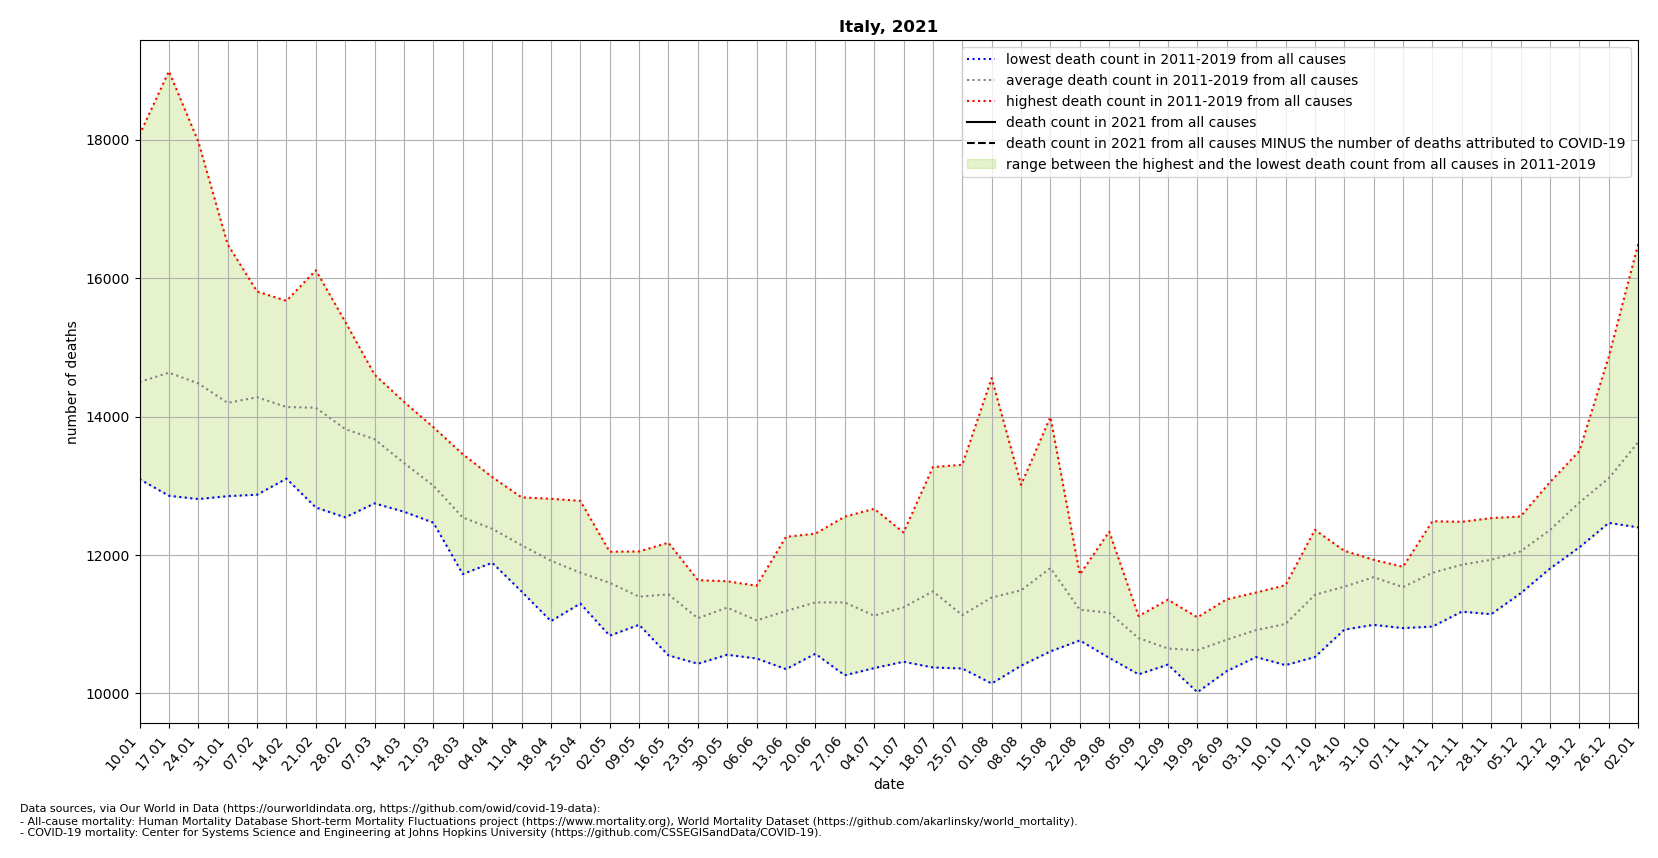 Italy, 2021
lowest death count in 2011-2019 from all causes
average death count in 2011-2019 from all causes
highest death count in 2011-2019 from all causes
death count in 2021 from all causes
death count in 2021 from all causes MINUS the number of deaths attributed to COVID-19
range between the highest and the lowest death count from all causes in 2011-2019
number of deaths
18000
16000
14000
12000
10000
10.01 17.01 24.01 31.01 07.02 14.02 21.02 28.02 07.03 14.03 21.03 28.03 04.04 11.04 18.04 25.04 02.05 09.05 16.05 23.05 30.05 06.06 13.06 20.06 27.06 04.07 11.07 18.07 25.07 01.08 08.08 15.08 22.08 29.08 05.09 12.09 19.09 26.09 03.10 10.10 17.10 24.10 31.10 07.11 14.11 21.11 28.11 05.12 12.12 19.12 26.12 02.01
date
Data sources, via Our World in Data (https://ourworldindata.org, https://github.com/owid/covid-19-data):
- All-cause mortality: Human Mortality Database Short-term Mortality Fluctuations project (https://www.mortality.org), World Mortality Dataset (https://github.com/akarlinsky/world_mortality).
- COVID-19 mortality: Center for Systems Science and Engineering at Johns Hopkins University (https://github.com/CSSEGISandData/COVID-19).